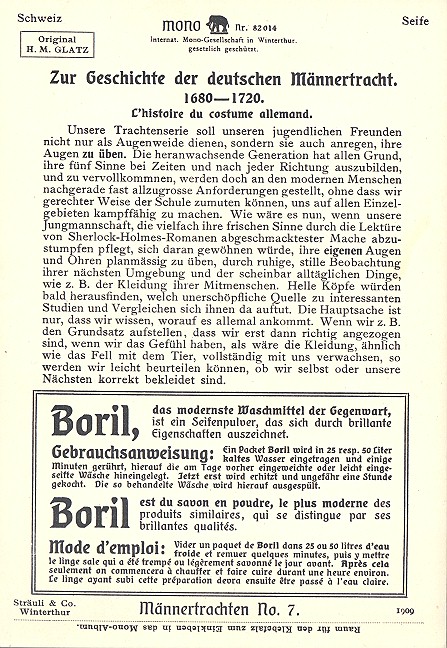 Schweiz
mono Nr. 82014
Seife
Original
H. M. GLATZ
Internat. Mono-Gesellschaft in Winterthur.
gesetzlich geschützt.
Zur Geschichte der deutschen Männertracht.
1680—1720.
L'histoire du costume allemand.
Unsere Trachtenserie soll unseren jugendlichen Freunden
nicht nur als Augenweide dienen, sondern sie auch anregen, ihre
Augen zu üben. Die heranwachsende Generation hat allen Grund,
ihre fünf Sinne bei Zeiten und nach jeder Richtung auszubilden,
und zu vervollkommnen, werden doch an den modernen Menschen
nachgerade fast allzugrosse Anforderungen gestellt, ohne dass wir
gerechter Weise der Schule zumuten können, uns auf allen Einzel-
gebieten kampffähig zu machen. Wie wäre es nun, wenn unsere
Jungmannschaft, die vielfach ihre frischen Sinne durch die Lektüre
von Sherlock-Holmes-Romanen abgeschmacktester Mache abzu-
stumpfen pflegt, sich daran gewöhnen würde, ihre eigenen Augen
und Ohren planmässig zu üben, durch ruhige, stille Beobachtung
ihrer nächsten Umgebung und der scheinbar alltäglichen Dinge,
wie z. B. der Kleidung ihrer Mitmenschen. Helle Köpfe würden
bald herausfinden, welch unerschöpfliche Quelle zu interessanten
Studien und Vergleichen sich ihnen da auftut. Die Hauptsache ist
nur, dass wir wissen, worauf es allemal ankommt. Wenn wir z. B.
den Grundsatz aufstellen, dass wir erst dann richtig angezogen
sind, wenn wir das Gefühl haben, als wäre die Kleidung, ähnlich
wie das Fell mit dem Tier, vollständig mit uns verwachsen, so
werden wir leicht beurteilen können, ob wir selbst oder unsere
Nächsten korrekt bekleidet sind.
Boril, das modernste Waschmittel der Gegenwart,
ist ein Seifenpulver, das sich durch brillante
Eigenschaften auszeichnet.
Gebrauchsanweisung: Ein Packet Boril wird in 25 resp. 50 Liter
kaltes Wasser eingetragen und einige
Minuten gerührt, hierauf die am Tage vorher eingeweichte oder leicht einge-
seifte Wäsche hineingelegt. Jetzt erst wird erhitzt und ungefähr eine Stunde
gekocht. Die so behandelte Wäsche wird hierauf ausgespült.
Boril est du savon en poudre, le plus moderne des
produits similaires, qui se distingue par ses
brillantes qualités.
Mode d'emploi: Vider un paquet de Boril dans 25 ou 50 litres d'eau
froide et remuer quelques minutes, puis y mettre
le linge sale qui a été trempé ou légèrement savonné le jour avant. Après cela
seulement on commencera à chauffer et faire cuire durant une heure environ.
Le linge ayant subi cette préparation devra ensuite être passé à l'eau claire.
Sträuli & Co.
Winterthur
Männertrachten No. 7.
1909
Raum für den Klebefalz zum Einkleben in das Mono-Album.